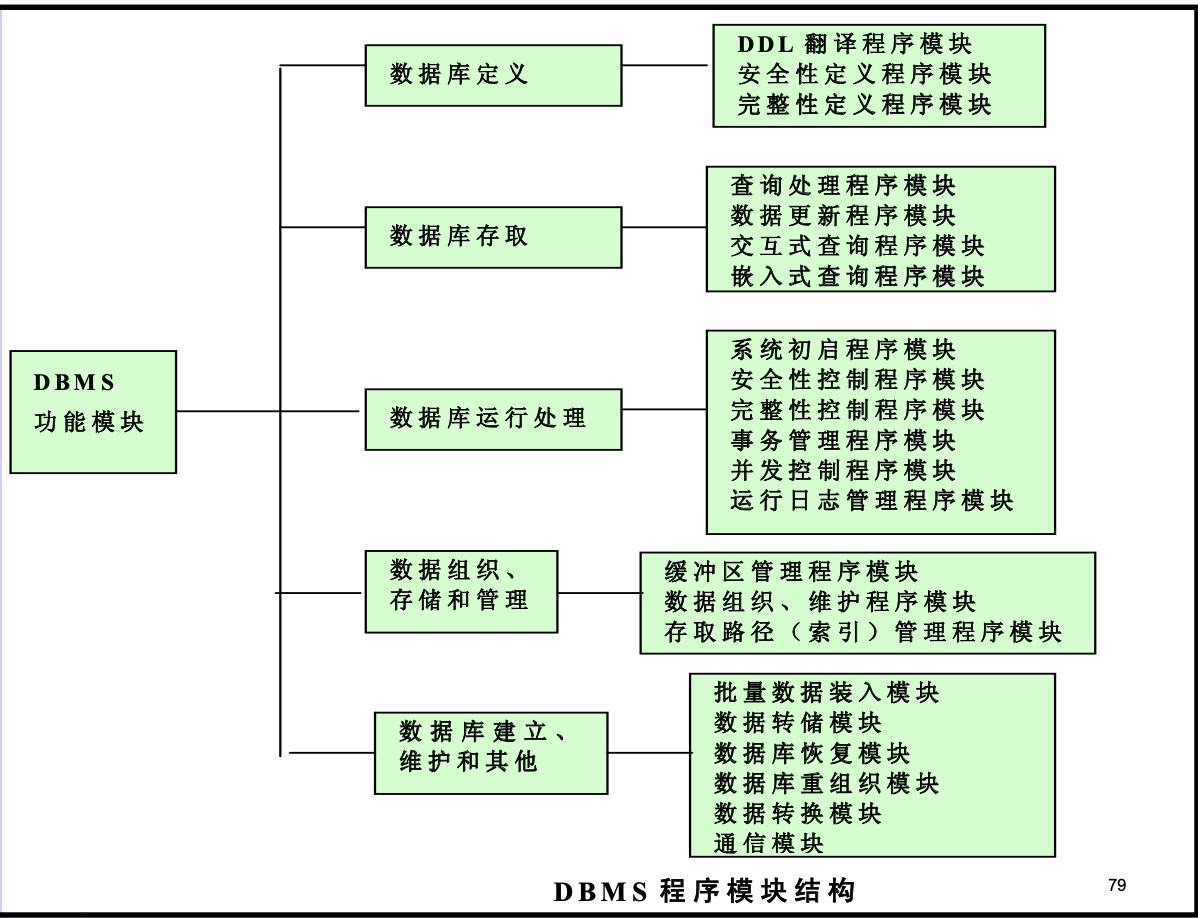 DBMS
功能模块
数据库定义
DDL 翻译程序模块
安全性定义程序模块
完整性定义程序模块
数据库存取
查询处理程序模块
数据更新程序模块
交互式查询程序模块
嵌入式查询程序模块
数据库运行处理
系统初启程序模块
安全性控制程序模块
完整性控制程序模块
事务管理程序模块
并发控制程序模块
运行日志管理程序模块
数据组织、
存储和管理
缓冲区管理程序模块
数据组织、维护程序模块
存取路径（索引）管理程序模块
数据库建立、
维护和其他
批量数据装入模块
数据转储模块
数据库恢复模块
数据库重组织模块
数据转换模块
通信模块
DBMS 程序模块结构
79